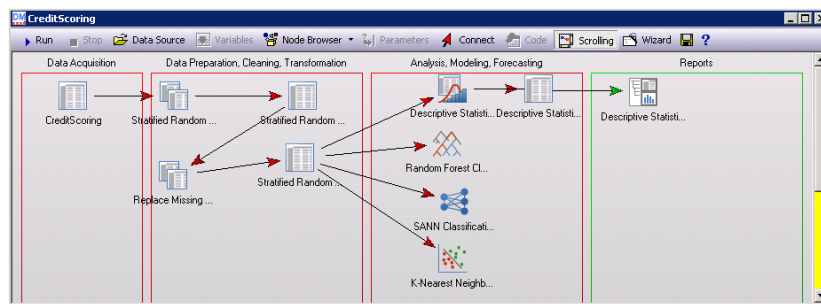 DM CreditScoring
Run Stop Data Source Variables Node Browser Parameters Connect Code Scrolling Wizard ?
Data Acquisition Data Preparation, Cleaning, Transformation Analysis, Modeling, Forecasting Reports
CreditScoring Stratified Random ... Stratified Random ... Descriptive Statisti... Descriptive Statisti... Descriptive Statisti...
Random Forest Cl...
Replace Missing ... Stratified Random ...
SANN Classificati...
K-Nearest Neighb...